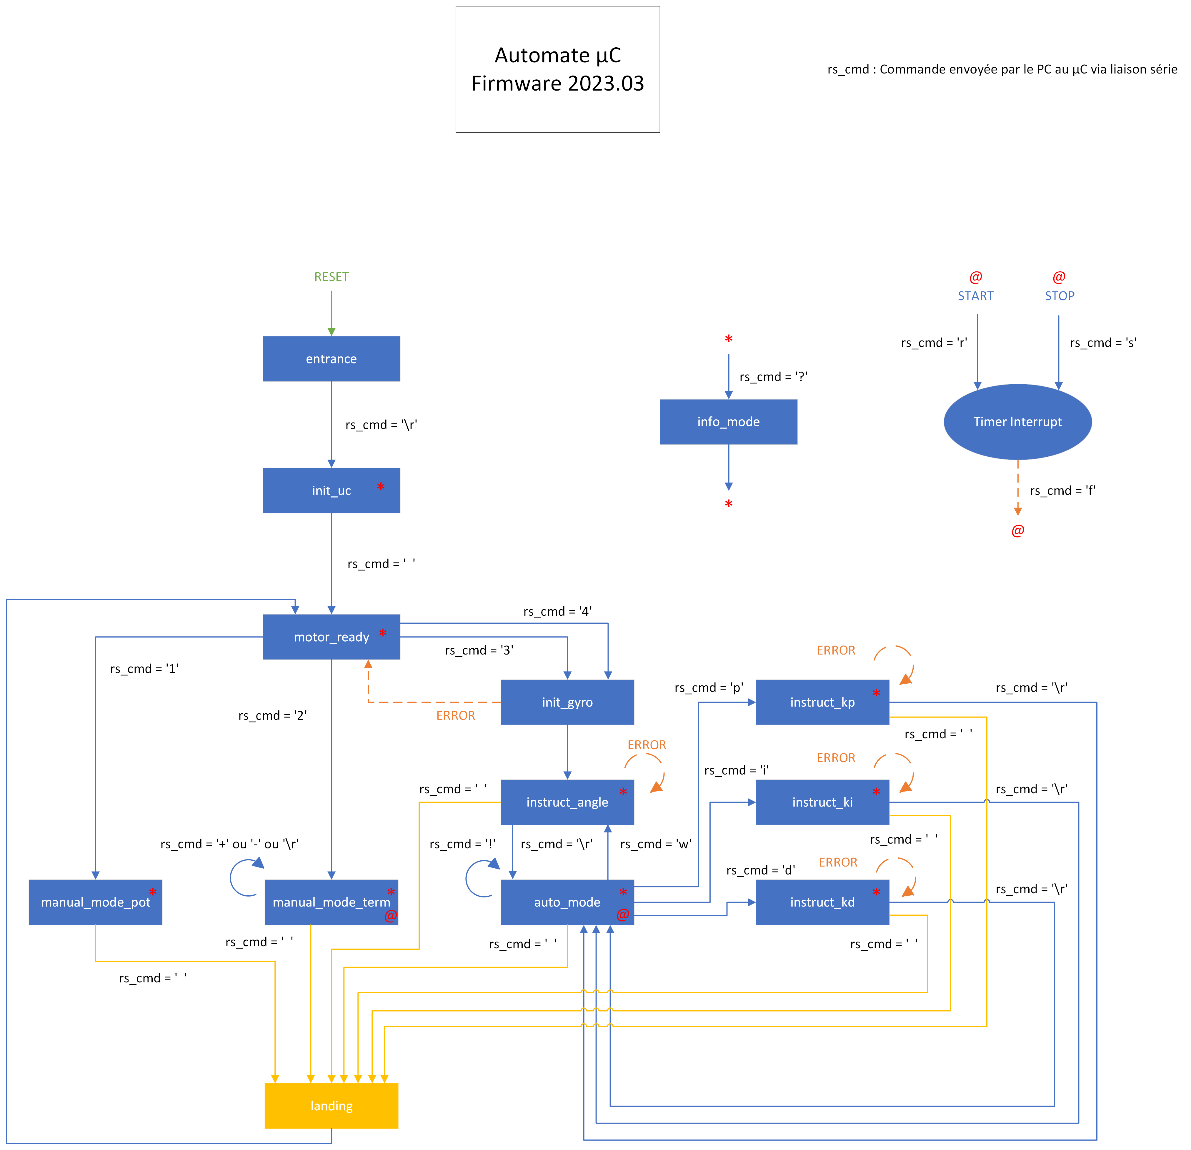 Automate µC
Firmware 2023.03
rs_cmd : Commande envoyée par le PC au µC via liaison série
RESET
@
START
@
STOP
entrance
*
rs_cmd = 'r'
rs_cmd = 's'
rs_cmd = '?'
rs_cmd = '\r'
info_mode
Timer Interrupt
init_uc *
*
rs_cmd = 'f'
@
rs_cmd = ' '
motor_ready *
rs_cmd = '4'
rs_cmd = '3'
rs_cmd = '1'
rs_cmd = '2'
ERROR
init_gyro
rs_cmd = 'p'
ERROR
instruct_kp *
rs_cmd = '\r'
rs_cmd = ' '
ERROR
rs_cmd = ' '
instruct_angle *
rs_cmd = 'i'
ERROR
instruct_ki *
rs_cmd = '\r'
rs_cmd = ' '
rs_cmd = '+' ou '-' ou '\r'
rs_cmd = '!'
rs_cmd = '\r'
rs_cmd = 'w'
rs_cmd = 'd'
ERROR
instruct_kd *
rs_cmd = '\r'
rs_cmd = ' '
manual_mode_pot *
manual_mode_term *
@
auto_mode *
@
rs_cmd = ' '
rs_cmd = ' '
rs_cmd = ' '
landing